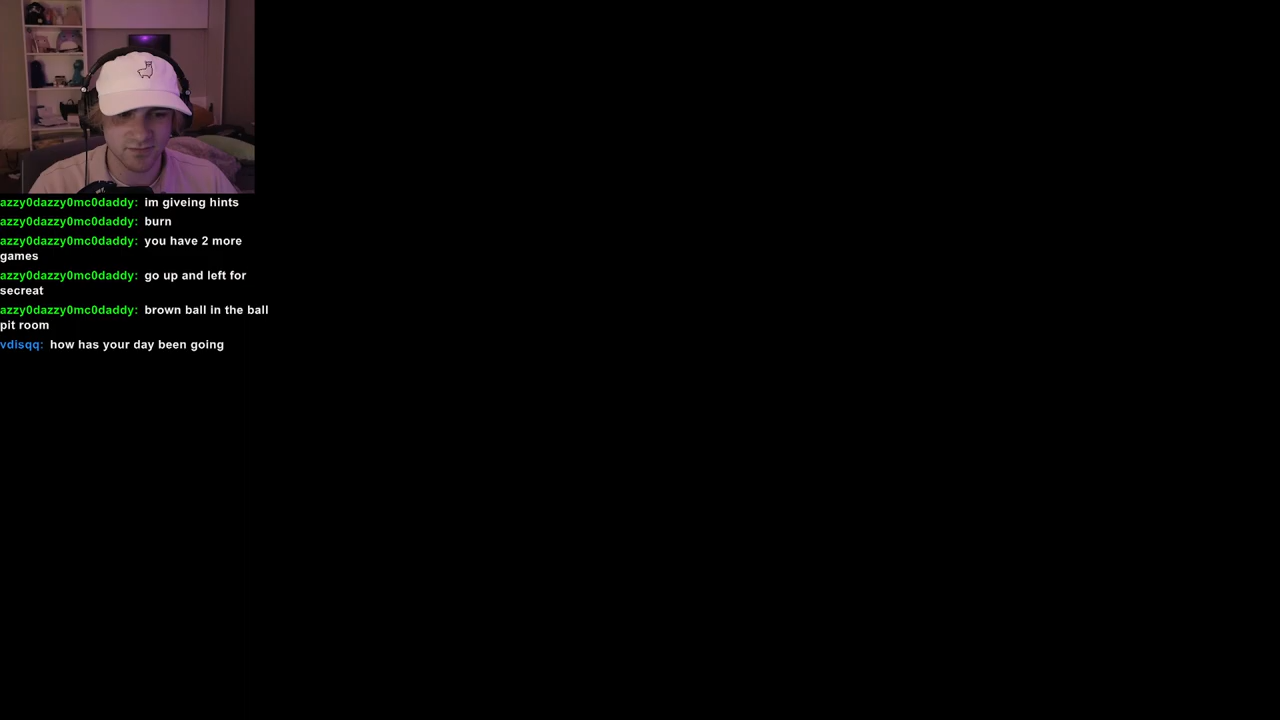 azzy0dazzy0mc0daddy: im giveing hints
azzy0dazzy0mc0daddy: burn
azzy0dazzy0mc0daddy: you have 2 more
games
azzy0dazzy0mc0daddy: go up and left for
secreat
azzy0dazzy0mc0daddy: brown ball in the ball
pit room
vdisqq: how has your day been going